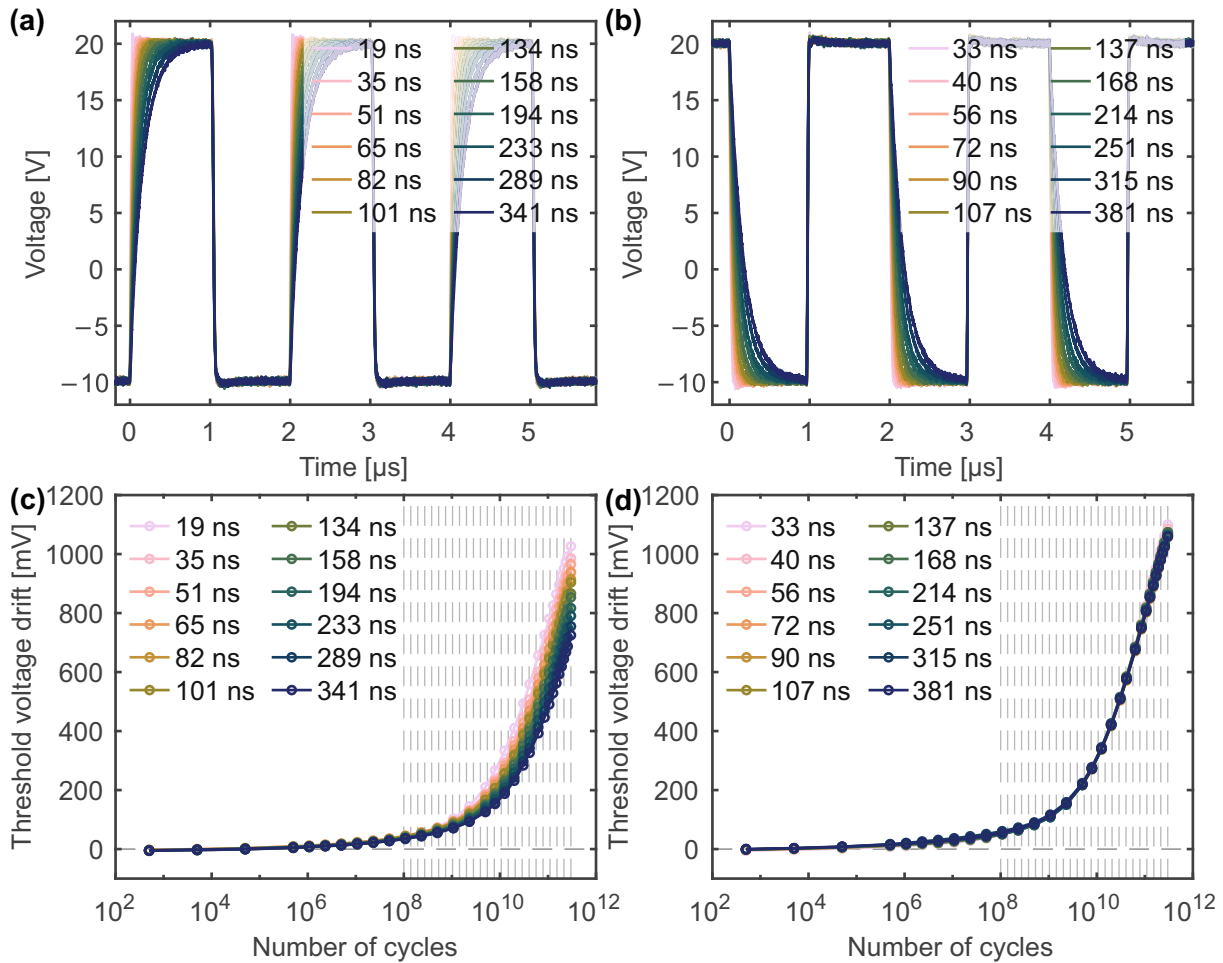 (a)
20
15
10
5
0
−5
−10
Voltage [V]
0 1 2 3 4 5
Time [µs]
19 ns 134 ns
35 ns 158 ns
51 ns 194 ns
65 ns 233 ns
82 ns 289 ns
101 ns 341 ns
(b)
20
15
10
5
0
−5
−10
Voltage [V]
0 1 2 3 4 5
Time [µs]
33 ns 137 ns
40 ns 168 ns
56 ns 214 ns
72 ns 251 ns
90 ns 315 ns
107 ns 381 ns
(c)
1200
1000
800
600
400
200
0
Threshold voltage drift [mV]
10² 10⁴ 10⁶ 10⁸ 10¹⁰ 10¹²
Number of cycles
19 ns 134 ns
35 ns 158 ns
51 ns 194 ns
65 ns 233 ns
82 ns 289 ns
101 ns 341 ns
(d)
1200
1000
800
600
400
200
0
Threshold voltage drift [mV]
10² 10⁴ 10⁶ 10⁸ 10¹⁰ 10¹²
Number of cycles
33 ns 137 ns
40 ns 168 ns
56 ns 214 ns
72 ns 251 ns
90 ns 315 ns
107 ns 381 ns